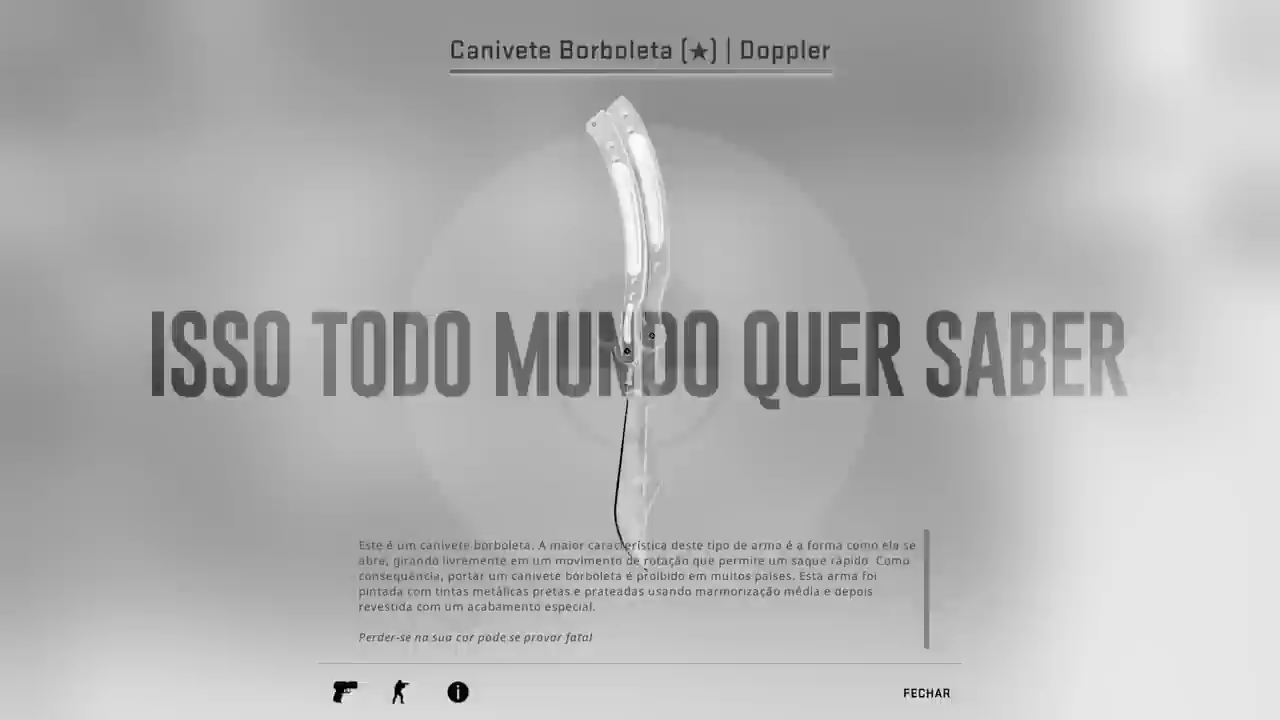 Canivete Borboleta (★) | Doppler
ISSO TODO MUNDO QUER SABER
Este é um canivete borboleta. A maior característica deste tipo de arma é a forma como ela se
abre, girando livremente em um movimento de rotação que permite um saque rápido. Como
consequência, portar um canivete borboleta é proibido em muitos países. Esta arma foi
pintada com tintas metálicas pretas e prateadas usando marmorização média e depois
revestida com um acabamento especial.
Perder-se na sua cor pode se provar fatal
FECHAR